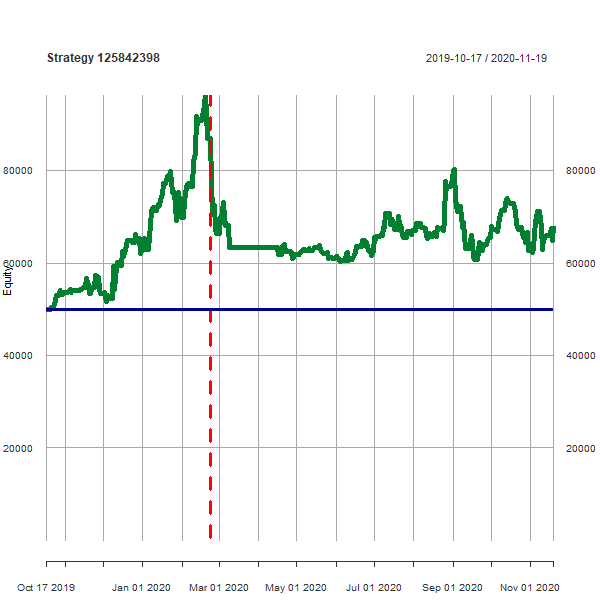 Strategy 125842398
2019-10-17 / 2020-11-19
80000
80000
60000
60000
Equity
40000
40000
20000
20000
Oct 17 2019
Jan 01 2020
Mar 01 2020
May 01 2020
Jul 01 2020
Sep 01 2020
Nov 01 2020